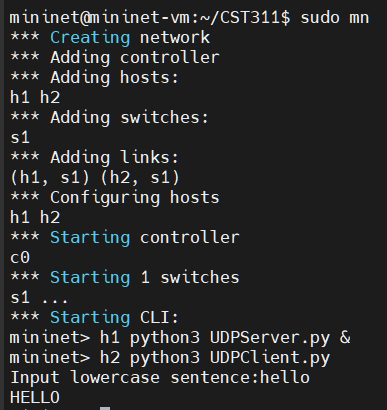 mininet@mininet-vm:~/CST311$ sudo mn
*** Creating network
*** Adding controller
*** Adding hosts:
h1 h2
*** Adding switches:
s1
*** Adding links:
(h1, s1) (h2, s1)
*** Configuring hosts
h1 h2
*** Starting controller
c0
*** Starting 1 switches
s1 ...
*** Starting CLI:
mininet> h1 python3 UDPServer.py &
mininet> h2 python3 UDPClient.py
Input lowercase sentence:hello
HELLO
mininet>